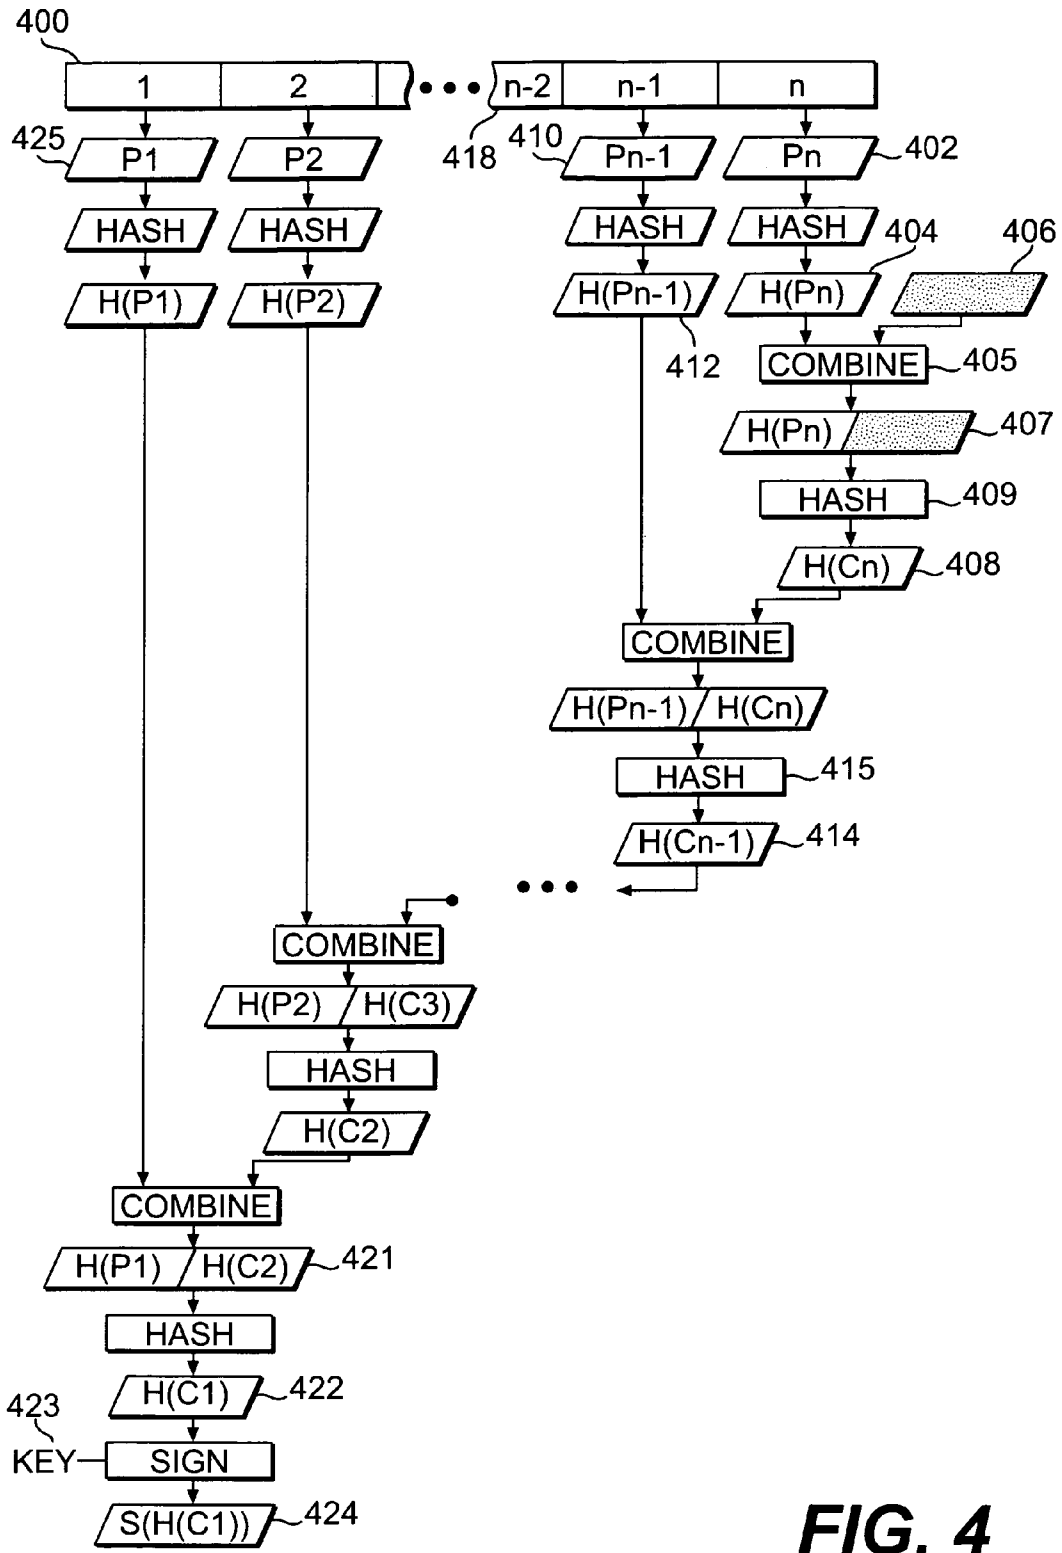 400
1 2 n-2 n-1 n
425 P1 P2 418 410 Pn-1 Pn 402
HASH HASH HASH HASH
404 406
H(P1) H(P2) H(Pn-1) H(Pn)
412
COMBINE 405
H(Pn) 407
HASH 409
H(Cn) 408
COMBINE
H(Pn-1) H(Cn)
HASH 415
H(Cn-1) 414
COMBINE
H(P2) H(C3)
HASH
H(C2)
COMBINE
H(P1) H(C2) 421
HASH
H(C1) 422
423
KEY SIGN
S(H(C1)) 424
FIG. 4